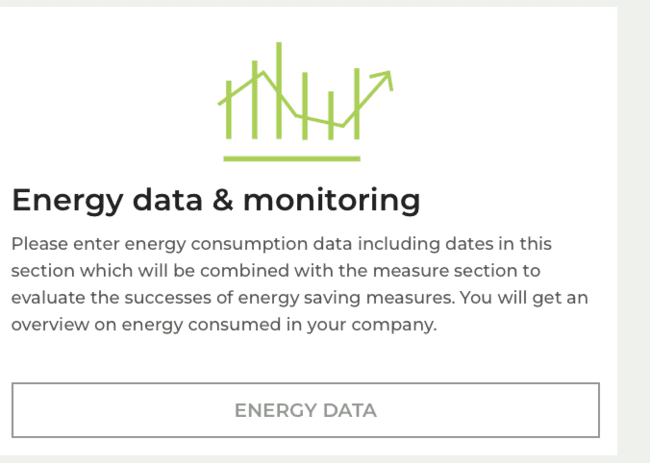 Energy data & monitoring
Please enter energy consumption data including dates in this
section which will be combined with the measure section to
evaluate the successes of energy saving measures. You will get an
overview on energy consumed in your company.
ENERGY DATA